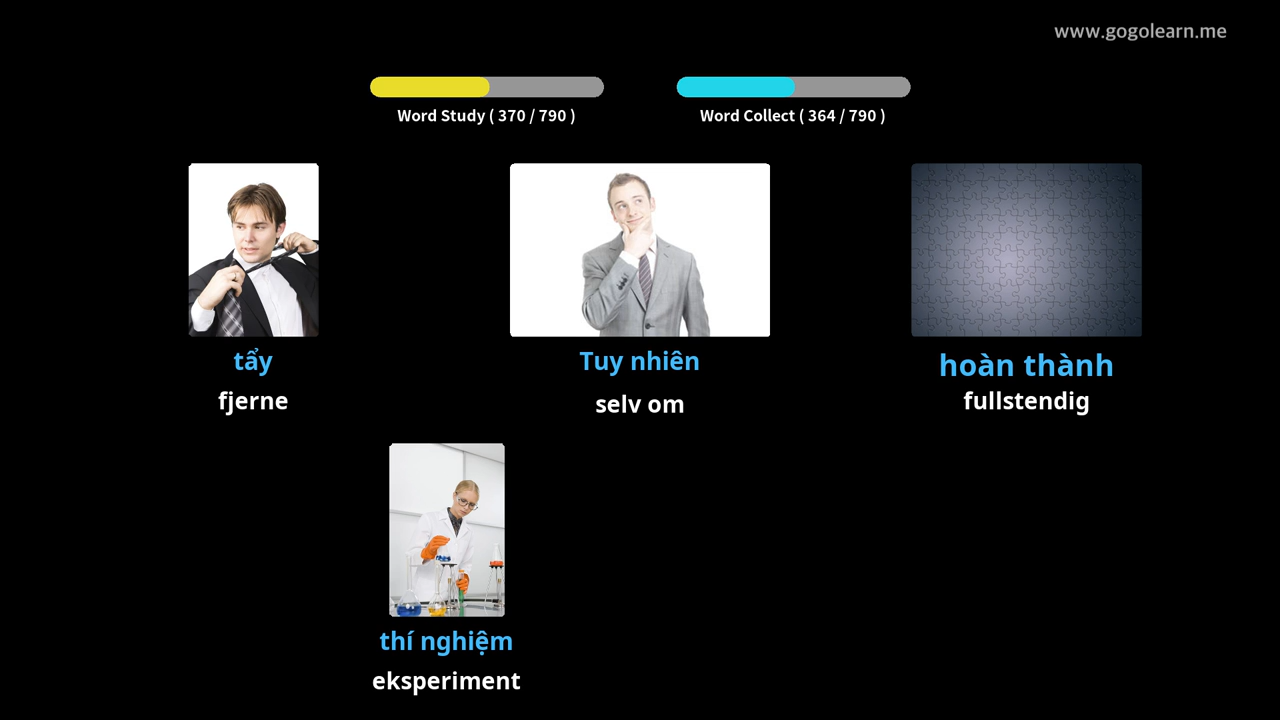 www.gogolearn.me
Word Study ( 370 / 790 )
Word Collect ( 364 / 790 )
tẩy
fjerne
Tuy nhiên
selv om
hoàn thành
fullstendig
thí nghiệm
eksperiment